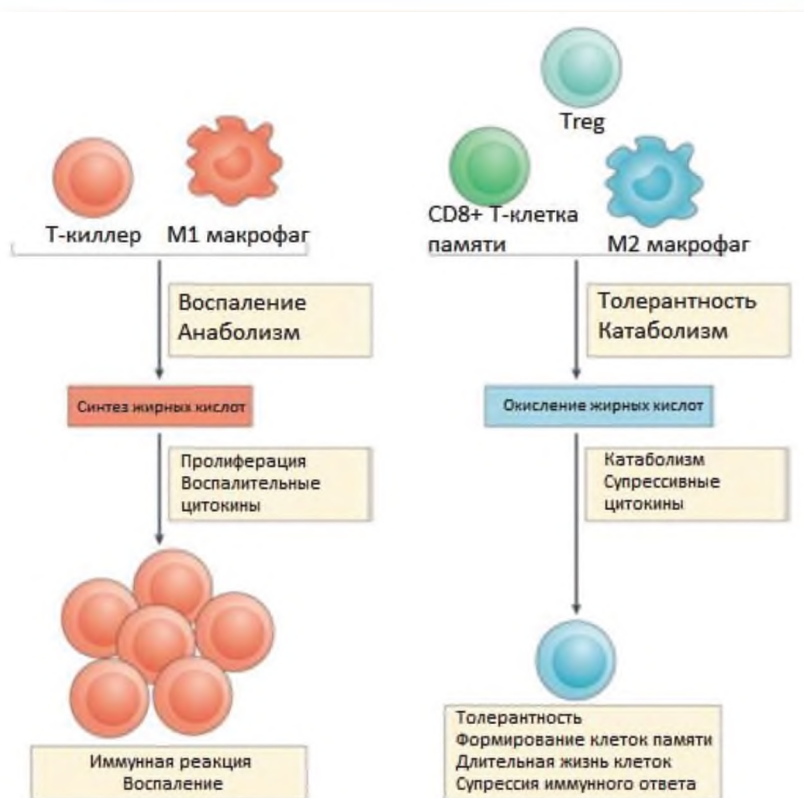 Т-киллер
М1 макрофаг
Воспаление
Анаболизм
Синтез жирных кислот
Пролиферация
Воспалительные
цитокины
Иммунная реакция
Воспаление
Treg
CD8+ Т-клетка
памяти
М2 макрофаг
Толерантность
Катаболизм
Окисление жирных кислот
Катаболизм
Супрессивные
цитокины
Толерантность
Формирование клеток памяти
Длительная жизнь клеток
Супрессия иммунного ответа